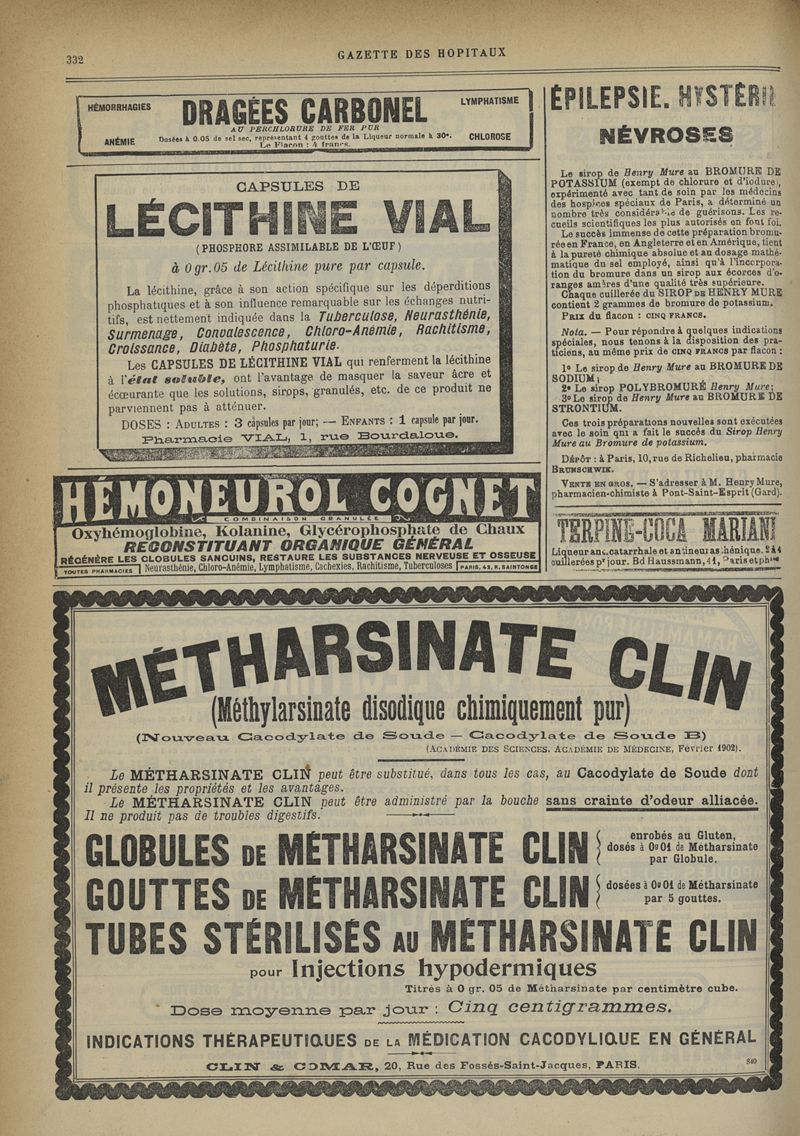 332
GAZETTE DES HOPITAUX
HÉMORRHAGIES
ANÉMIE
DRAGÉES CARBONEL
AU PERCHLORURE DE FER PUR
Dosées à 0.05 de sel sec, représentant 4 gouttes de la Liqueur normale à 30°.
Le Flacon : 4 francs.
LYMPHATISME
CHLOROSE
CAPSULES DE
LÉCITHINE VIAL
(PHOSPHORE ASSIMILABLE DE L'ŒUF)
à 0 gr. 05 de Lécithine pure par capsule.
La lécithine, grâce à son action spécifique sur les déperditions
phosphatiques et à son influence remarquable sur les échanges nutri-
tifs, est nettement indiquée dans la Tuberculose, Neurasthénie,
Surmenage, Convalescence, Chloro-Anémie, Rachitisme,
Croissance, Diabète, Phosphaturie.
Les CAPSULES DE LÉCITHINE VIAL qui renferment la lécithine
à l'état soluble, ont l'avantage de masquer la saveur âcre et
écœurante que les solutions, sirops, granulés, etc. de ce produit ne
parviennent pas à atténuer.
DOSES : ADULTES : 3 capsules par jour; — ENFANTS : 1 capsule par jour.
Pharmacie VIAL, 1, rue Bourdaloue.
HÉMONEUROL COGNET
COMBINAISON GRANULÉE
Oxyhémoglobine, Kolanine, Glycérophosphate de Chaux
RECONSTITUANT ORGANIQUE GÉNÉRAL
RÉGÉNÈRE LES GLOBULES SANGUINS, RESTAURE LES SUBSTANCES NERVEUSE ET OSSEUSE
TOUTES PHARMACIES | Neurasthénie, Chloro-Anémie, Lymphatisme, Cachexies, Rachitisme, Tuberculoses | PARIS, 43, R. SAINTONGE
ÉPILEPSIE. HYSTÉRIE
NÉVROSES
Le sirop de Henry Mure au BROMURE DE
POTASSIUM (exempt de chlorure et d'iodure),
expérimenté avec tant de soin par les médecins
des hospices spéciaux de Paris, a déterminé un
nombre très considérable de guérisons. Les re-
cueils scientifiques les plus autorisés en font foi.
Le succès immense de cette préparation bromu-
rée en France, en Angleterre et en Amérique, tient
à la pureté chimique absolue et au dosage mathé-
matique du sel employé, ainsi qu'à l'incorpora-
tion du bromure dans un sirop aux écorces d'o-
ranges amères d'une qualité très supérieure.
Chaque cuillerée du SIROP DE HENRY MURE
contient 2 grammes de bromure de potassium.
PRIX du flacon : CINQ FRANCS.
Nota. — Pour répondre à quelques indications
spéciales, nous tenons à la disposition des pra-
ticiens, au même prix de CINQ FRANCS par flacon :
1º Le sirop de Henry Mure au BROMURE DE
SODIUM;
2º Le sirop POLYBROMURÉ Henry Mure;
3º Le sirop de Henry Mure au BROMURE DE
STRONTIUM.
Ces trois préparations nouvelles sont exécutées
avec le soin qui a fait le succès du Sirop Henry
Mure au Bromure de potassium.
DÉPÔT : à Paris, 10, rue de Richelieu, pharmacie
BRUNSCHWIK.
VENTE EN GROS. — S'adresser à M. Henry Mure,
pharmacien-chimiste à Pont-Saint-Esprit (Gard).
TERPINE-COCA MARIANI
Liqueur anticatarrhale et antineurasthénique. 2 à 4
cuillerées pr jour. Bd Haussmann, 41, Paris et phies
MÉTHARSINATE CLIN
(Méthylarsinate disodique chimiquement pur)
(Nouveau Cacodylate de Soude — Cacodylate de Soude B)
(ACADÉMIE DES SCIENCES, ACADÉMIE DE MÉDECINE, Février 1902).
Le MÉTHARSINATE CLIN peut être substitué, dans tous les cas, au Cacodylate de Soude dont
il présente les propriétés et les avantages.
Le MÉTHARSINATE CLIN peut être administré par la bouche sans crainte d'odeur alliacée.
Il ne produit pas de troubles digestifs.
GLOBULES DE MÉTHARSINATE CLIN
enrobés au Gluten,
dosés à 0g01 de Métharsinate
par Globule.
GOUTTES DE MÉTHARSINATE CLIN
dosées à 0g01 de Métharsinate
par 5 gouttes.
TUBES STÉRILISÉS AU MÉTHARSINATE CLIN
pour Injections hypodermiques
Titrés à 0 gr. 05 de Métharsinate par centimètre cube.
Dose moyenne par jour : Cinq centigrammes.
INDICATIONS THÉRAPEUTIQUES DE LA MÉDICATION CACODYLIQUE EN GÉNÉRAL
CLIN & COMAR, 20, Rue des Fossés-Saint-Jacques, PARIS.
840